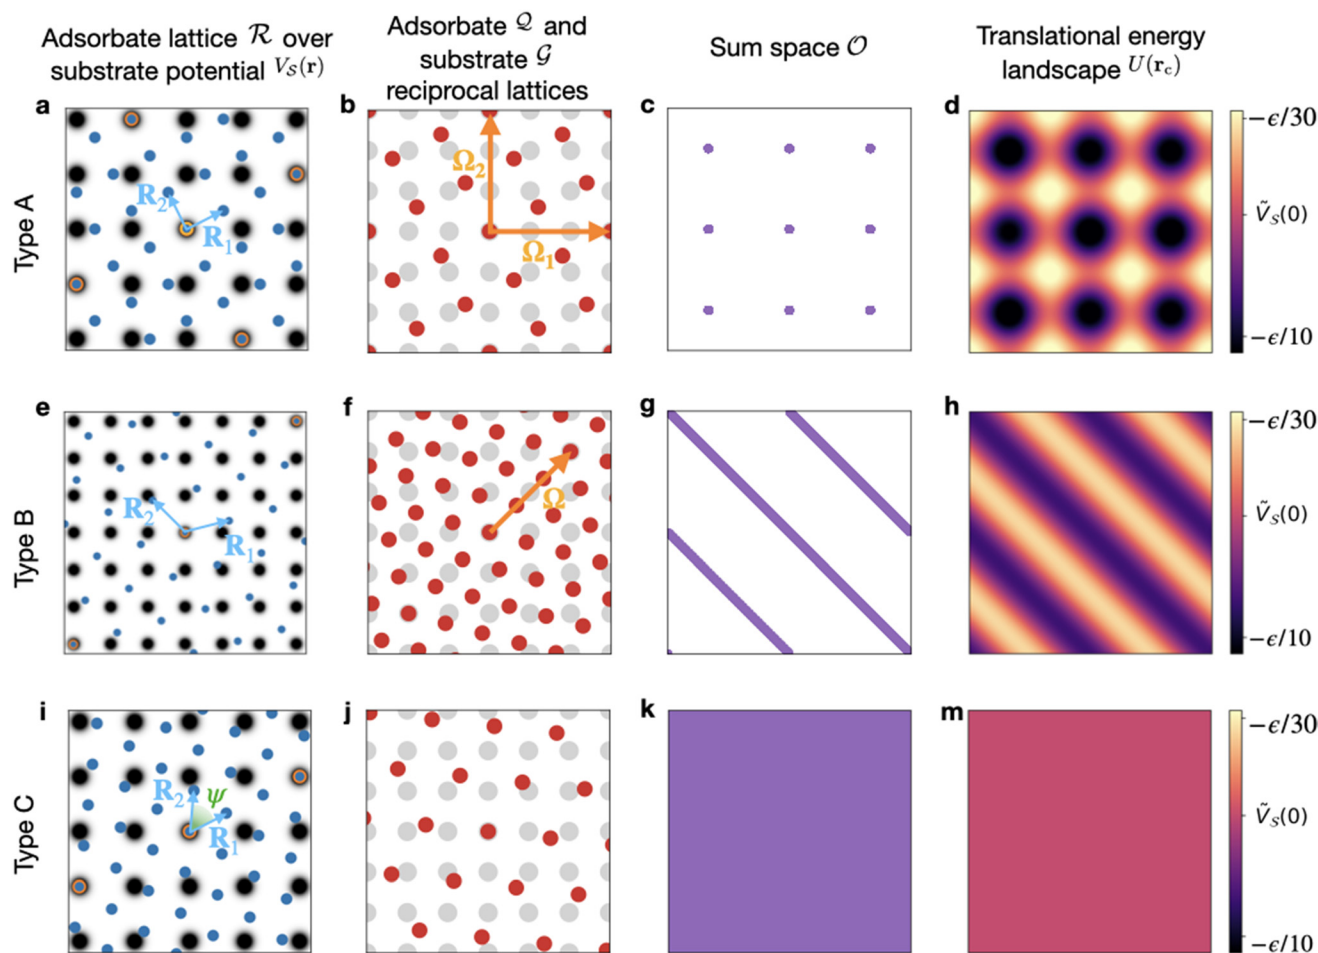 Adsorbate lattice ℛ over
substrate potential V_𝒮(r)
Adsorbate 𝒬 and
substrate 𝒢
reciprocal lattices
Sum space 𝒪
Translational energy
landscape U(r_c)
Type A
a
R₂
R₁
b
Ω₂
Ω₁
c
d
−ϵ/30
Ṽ_𝒮(0)
−ϵ/10
Type B
e
R₂
R₁
f
Ω
g
h
−ϵ/30
Ṽ_𝒮(0)
−ϵ/10
Type C
i
R₂
ψ
R₁
j
k
m
−ϵ/30
Ṽ_𝒮(0)
−ϵ/10